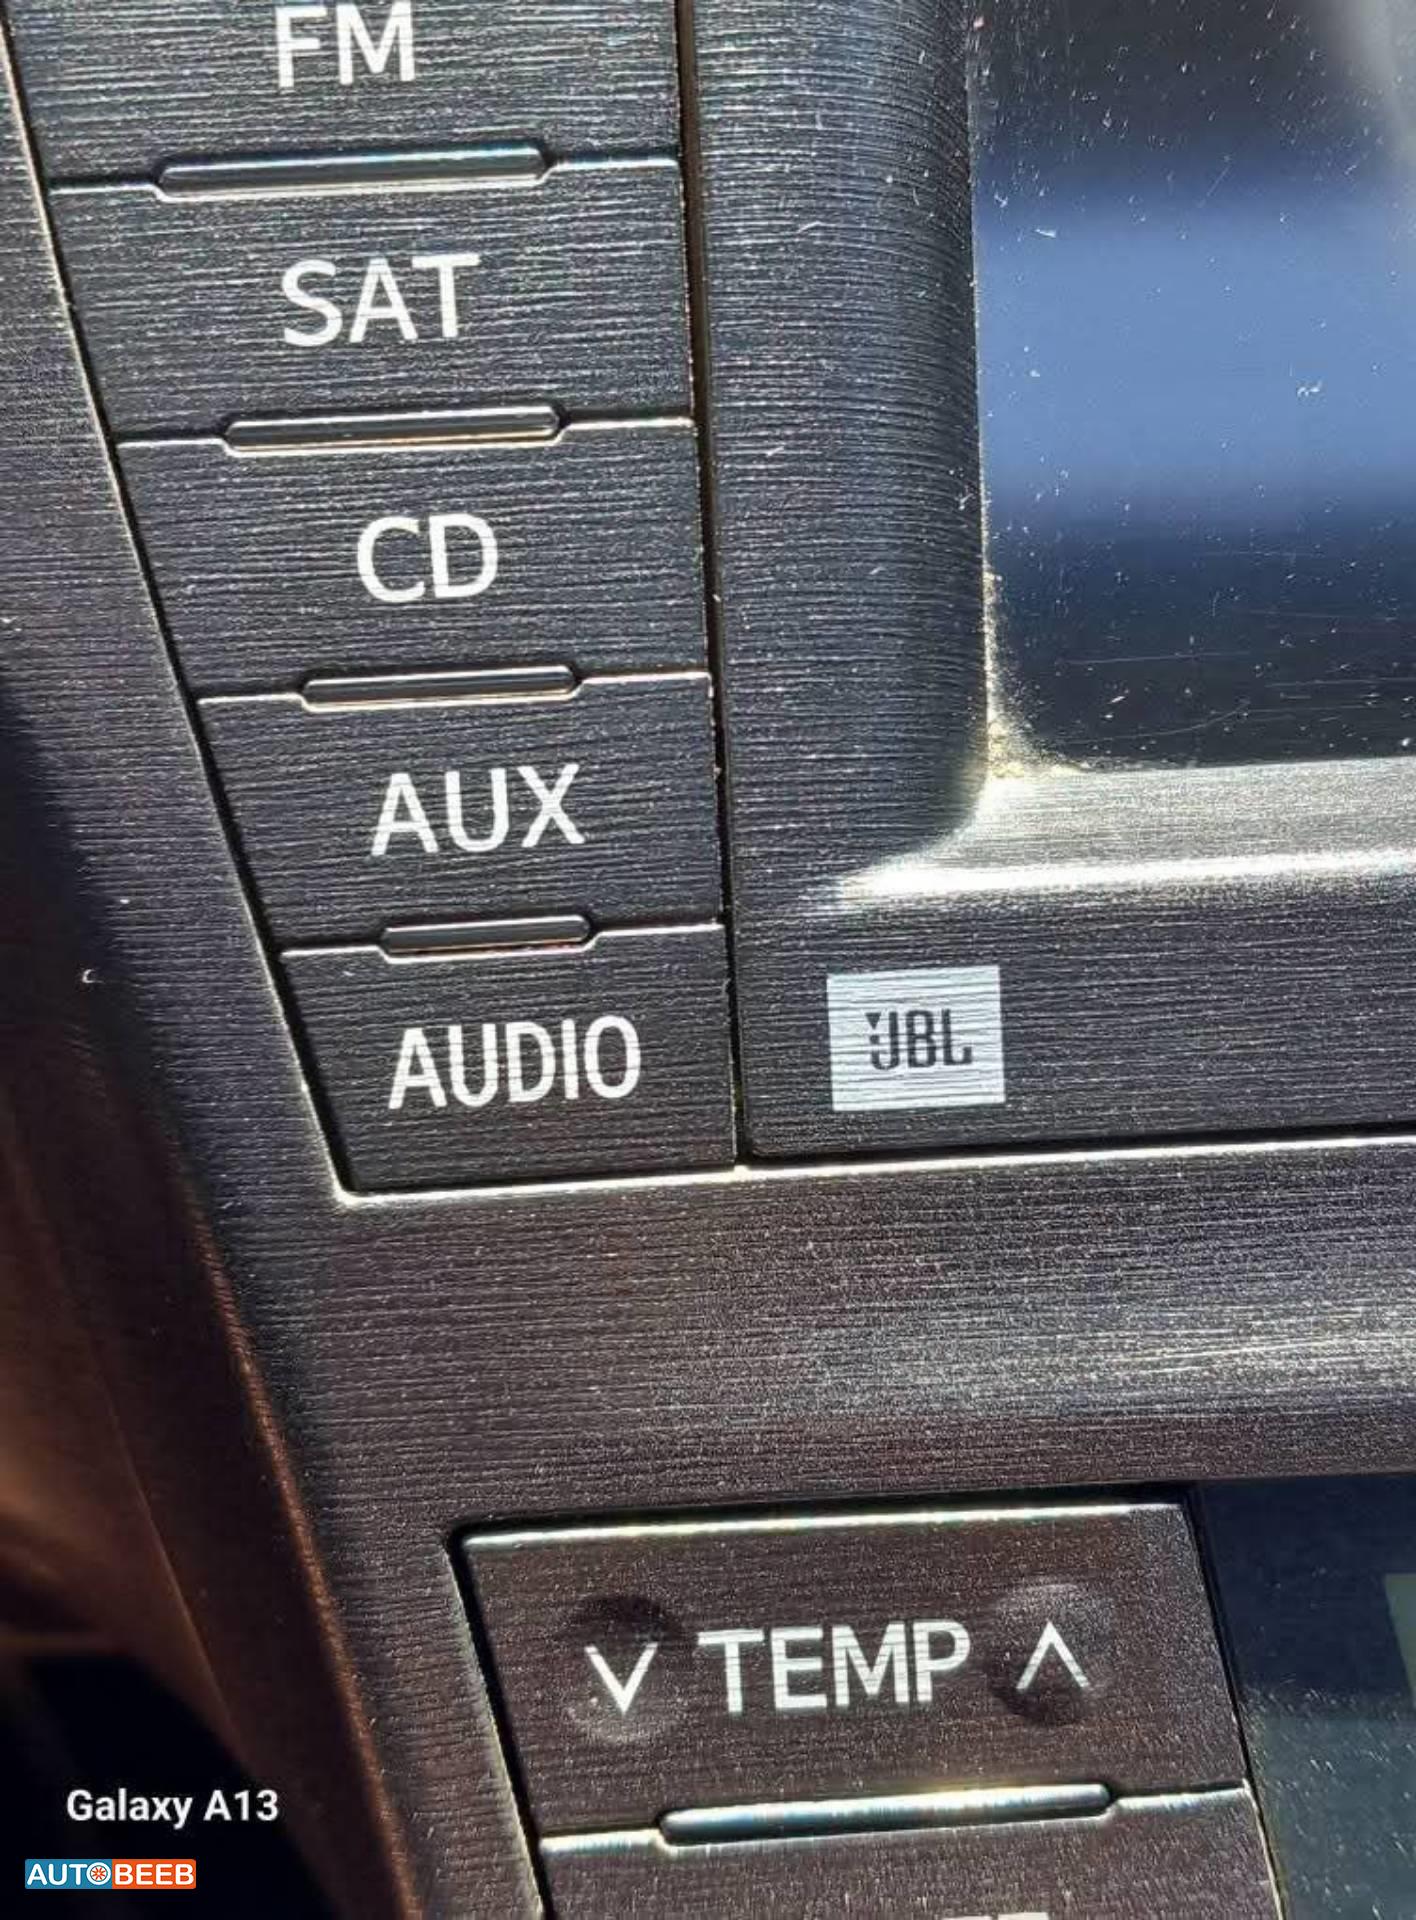 FM
SAT
CD
AUX
AUDIO
JBL
∨ TEMP ∧
Galaxy A13
AUTOBEEB